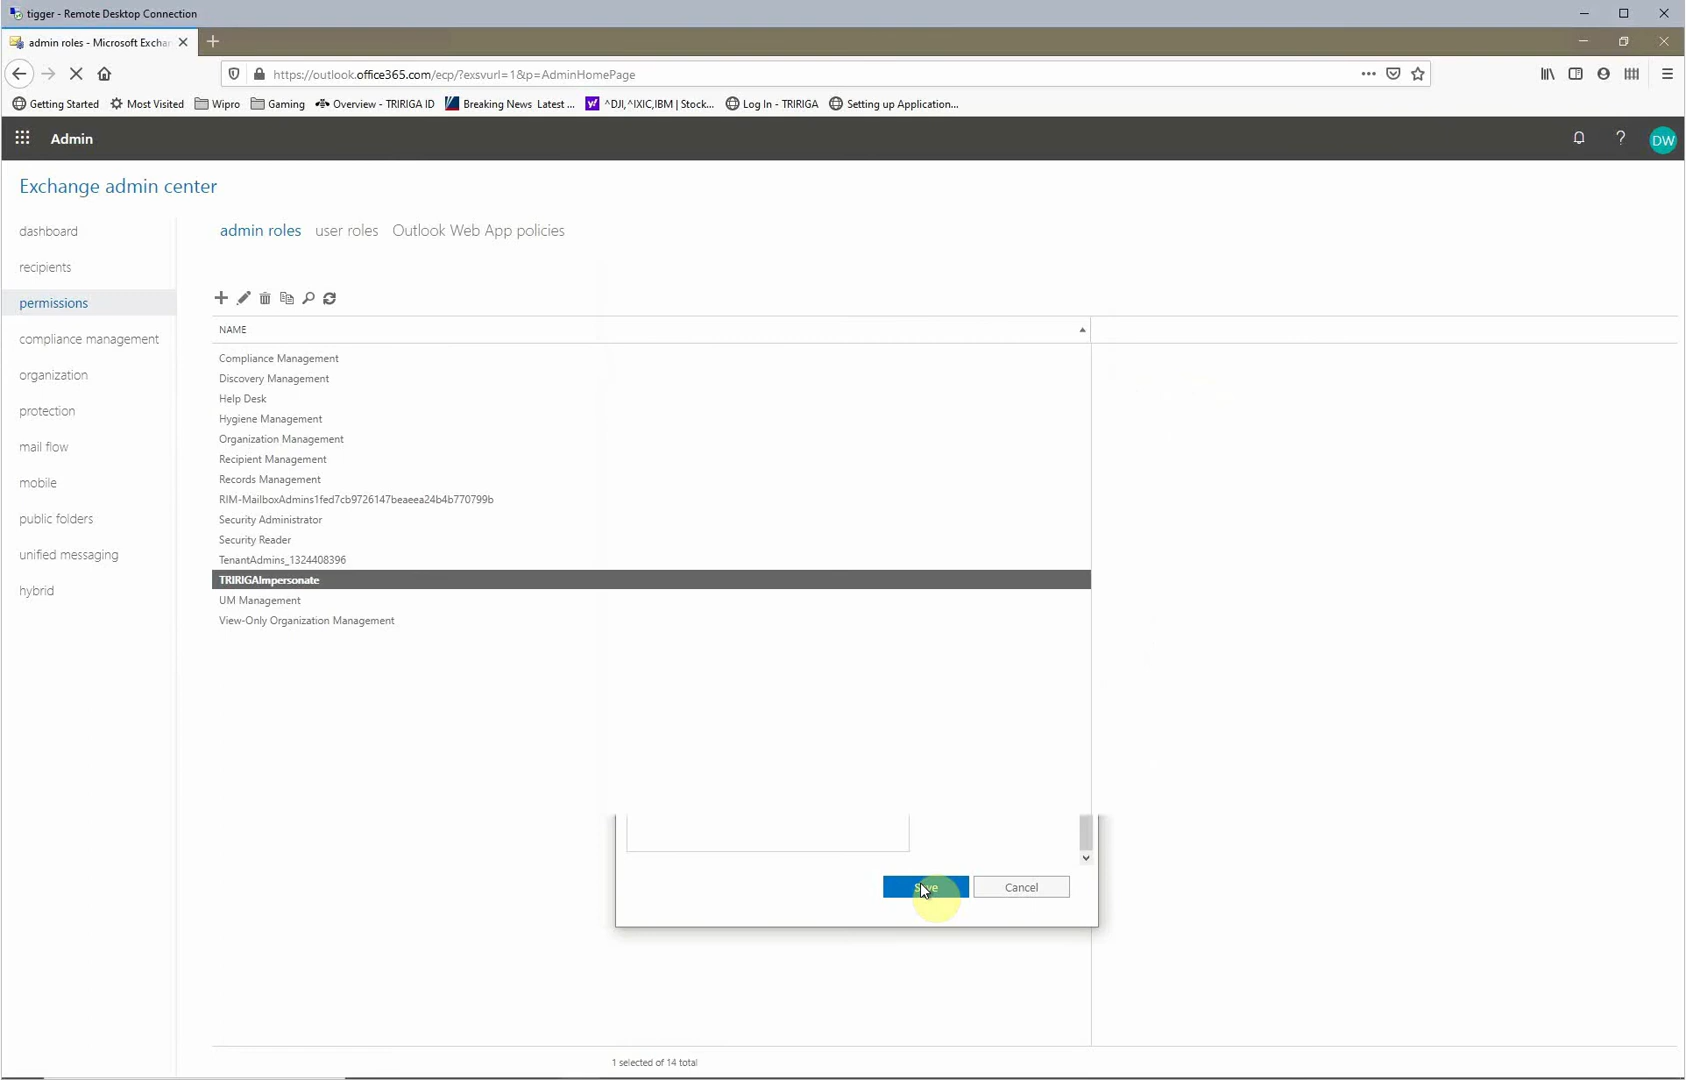 tigger - Remote Desktop Connection
admin roles - Microsoft Excha
https://outlook.office365.com/ecp/?exsvurl=1&p=AdminHomePage
Getting Started Most Visited Wipro Gaming Overview - TRIRIGA ID Breaking News Latest ... ^DJI,^IXIC,IBM | Stock... Log In - TRIRIGA Setting up Application...
Admin
DW
Exchange admin center
dashboard
recipients
permissions
compliance management
organization
protection
mail flow
mobile
public folders
unified messaging
hybrid
admin roles user roles Outlook Web App policies
NAME
Compliance Management
Discovery Management
Help Desk
Hygiene Management
Organization Management
Recipient Management
Records Management
RIM-MailboxAdmins1fed7cb9726147beaeea24b4b770799b
Security Administrator
Security Reader
TenantAdmins_1324408396
TRIRIGAImpersonate
UM Management
View-Only Organization Management
Save Cancel
1 selected of 14 total